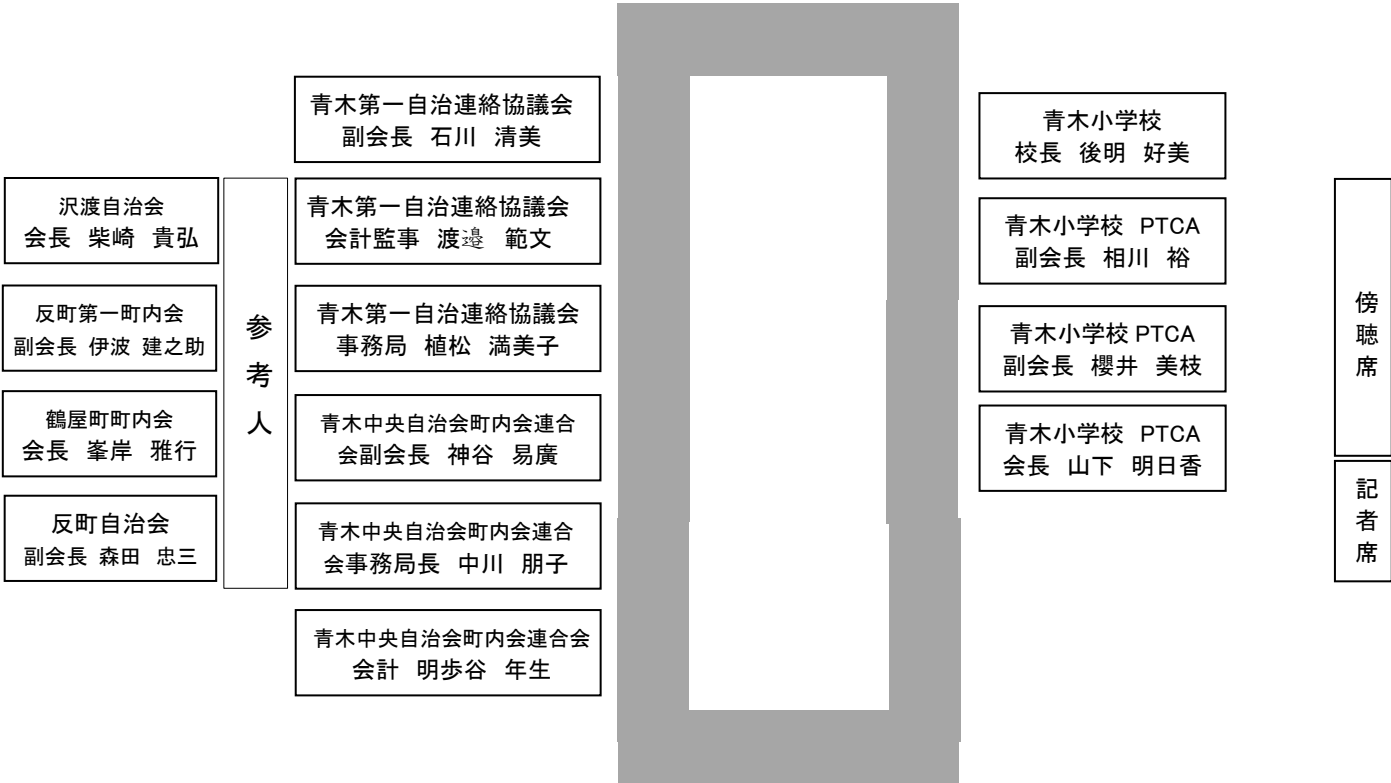 沢渡自治会
会長 柴崎 貴弘
反町第一町内会
副会長 伊波 建之助
鶴屋町町内会
会長 峯岸 雅行
反町自治会
副会長 森田 忠三
参考人
青木第一自治連絡協議会
副会長 石川 清美
青木第一自治連絡協議会
会計監事 渡邉 範文
青木第一自治連絡協議会
事務局 植松 満美子
青木中央自治会町内会連合
会副会長 神谷 易廣
青木中央自治会町内会連合
会事務局長 中川 朋子
青木中央自治会町内会連合会
会計 明歩谷 年生
青木小学校
校長 後明 好美
青木小学校 PTCA
副会長 相川 裕
青木小学校 PTCA
副会長 櫻井 美枝
青木小学校 PTCA
会長 山下 明日香
傍聴席
記者席